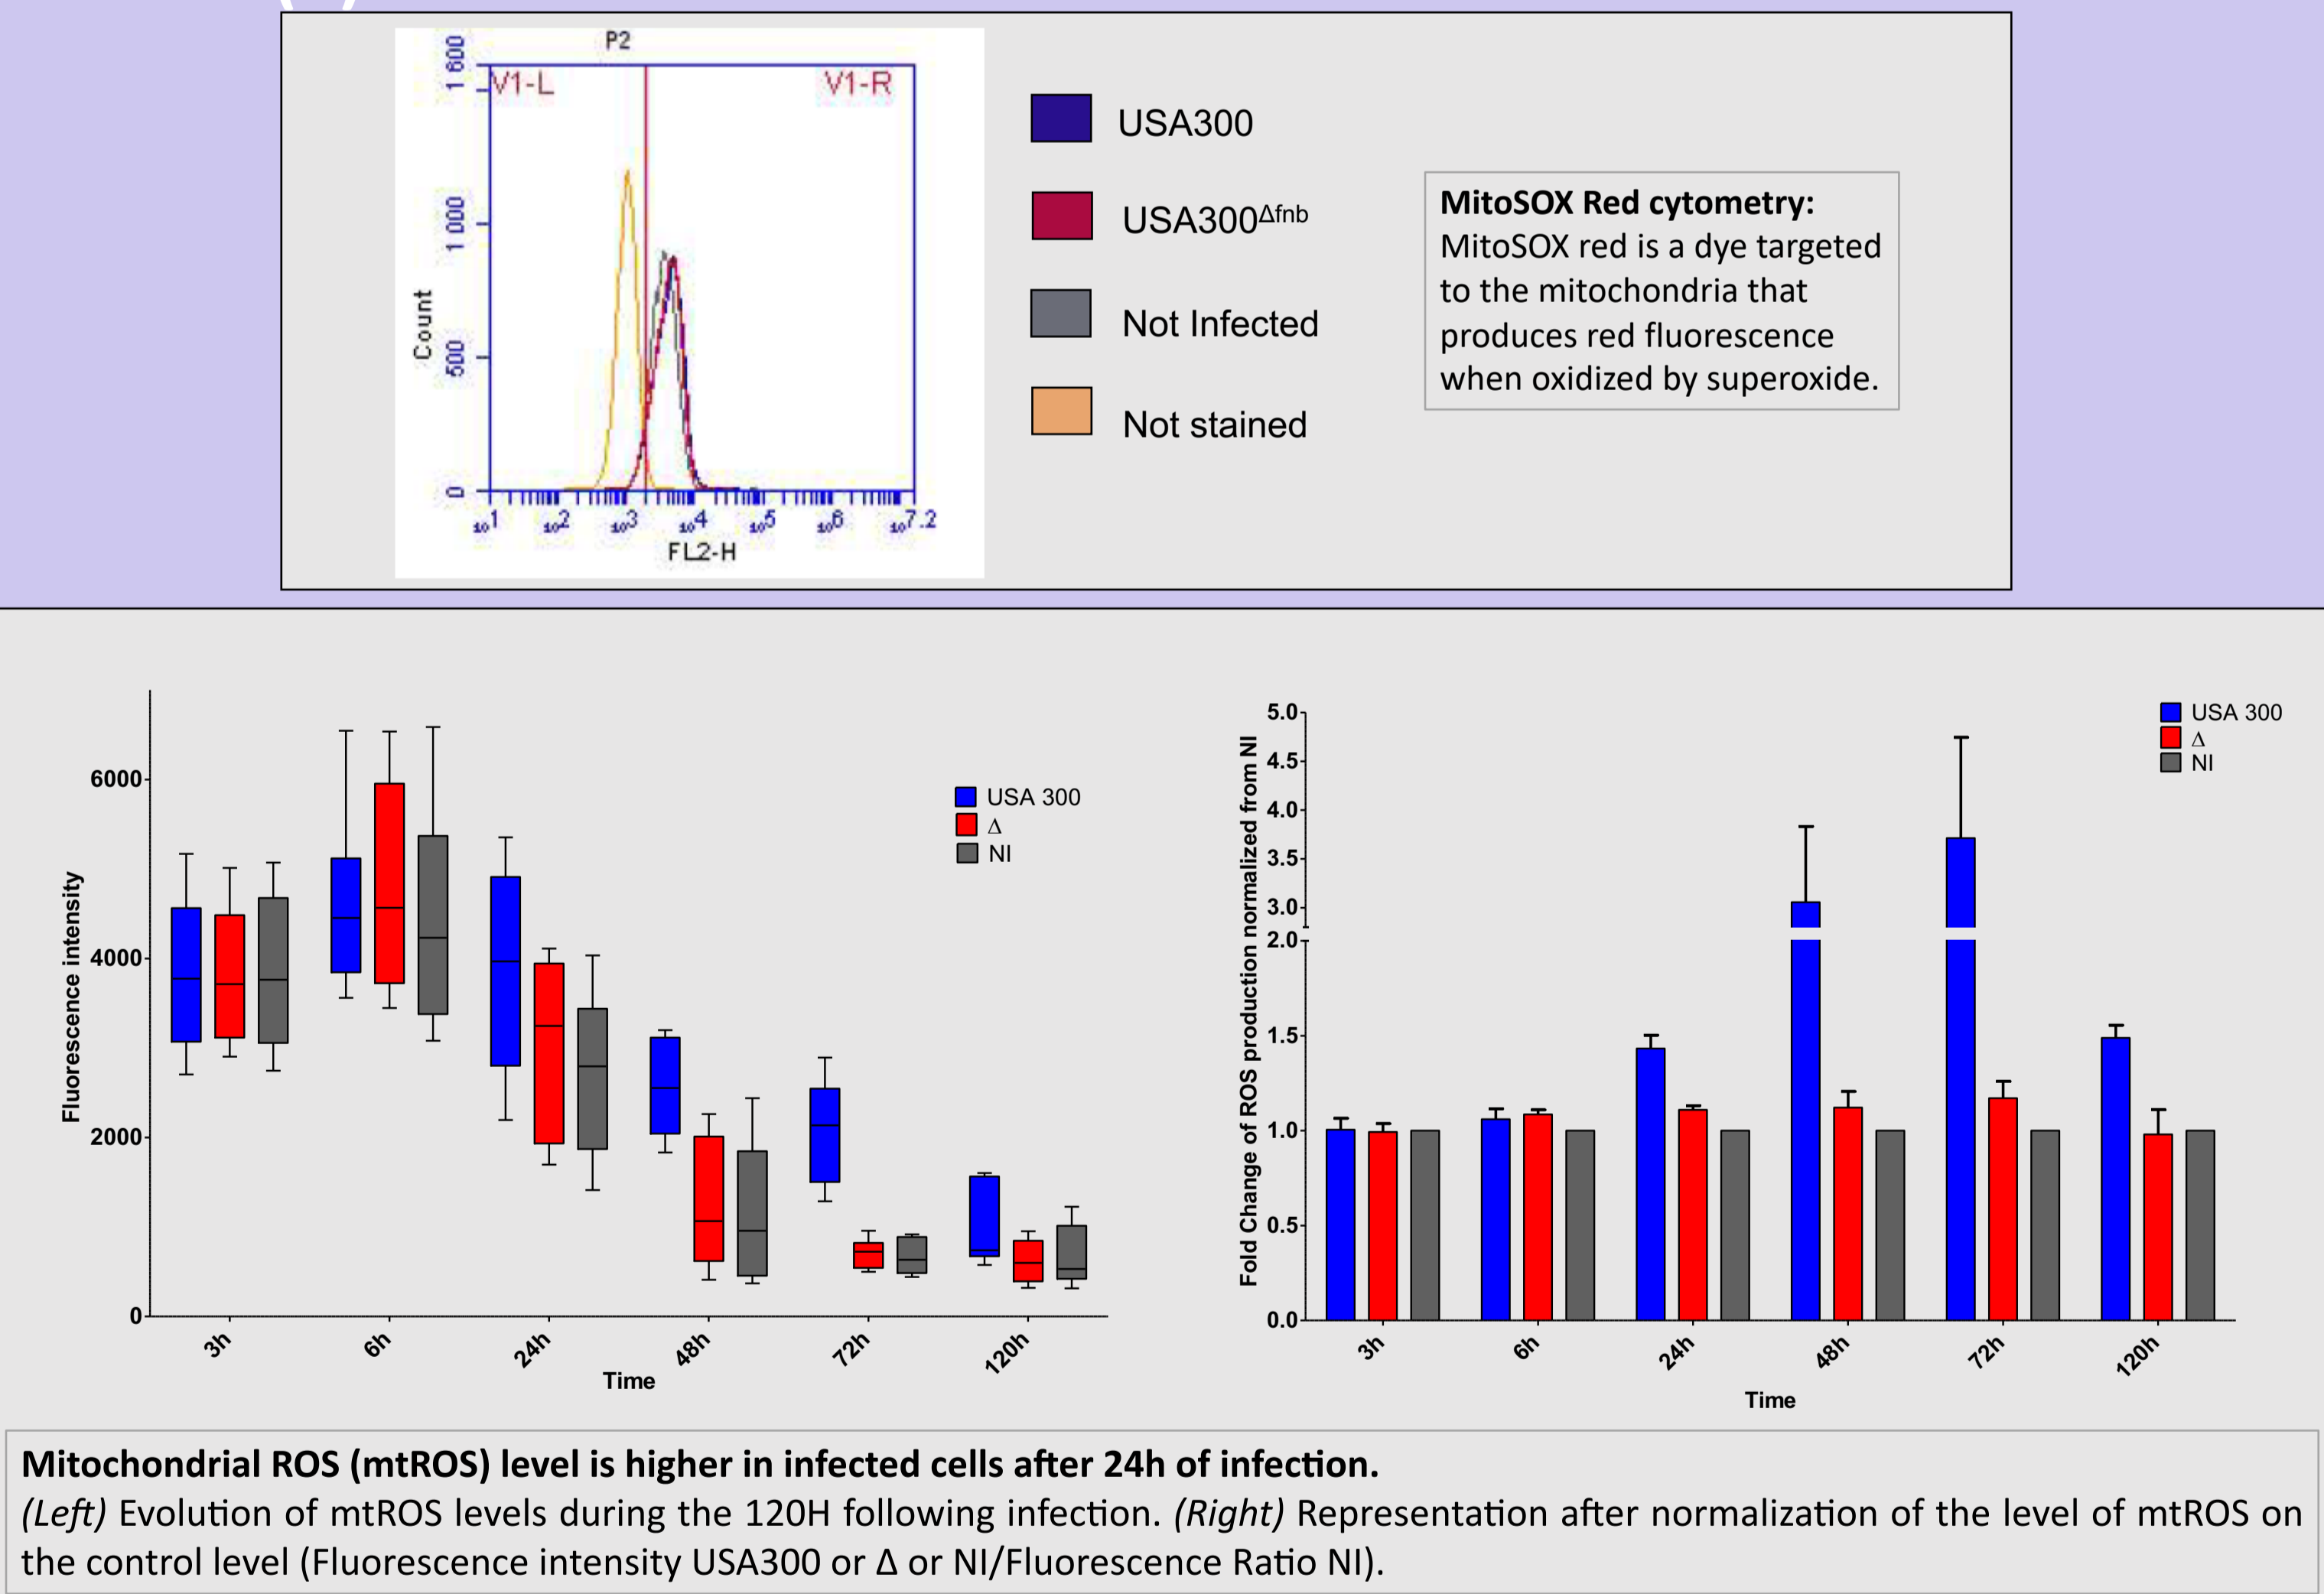 P2
V1-L
V1-R
1 600
1 000
500
0
Count
10^1
10^2
10^3
10^4
10^5
10^6
10^7.2
FL2-H
USA300
USA300^Δfnb
Not Infected
Not stained
MitoSOX Red cytometry:
MitoSOX red is a dye targeted
to the mitochondria that
produces red fluorescence
when oxidized by superoxide.
Fluorescence intensity
6000
4000
2000
0
3h
6h
24h
48h
72h
120h
Time
USA 300
Δ
NI
Fold Change of ROS production normalized from NI
5.0
4.5
4.0
3.5
3.0
2.0
1.5
1.0
0.5
0.0
3h
6h
24h
48h
72h
120h
Time
USA 300
Δ
NI
Mitochondrial ROS (mtROS) level is higher in infected cells after 24h of infection.
(Left) Evolution of mtROS levels during the 120H following infection. (Right) Representation after normalization of the level of mtROS on
the control level (Fluorescence intensity USA300 or Δ or NI/Fluorescence Ratio NI).